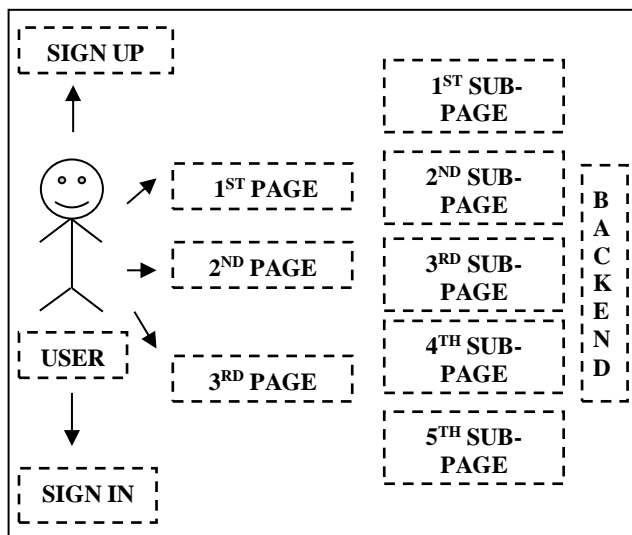 SIGN UP
1ST SUB-
PAGE
1ST PAGE
2ND SUB-
PAGE
2ND PAGE
3RD SUB-
PAGE
USER
3RD PAGE
4TH SUB-
PAGE
5TH SUB-
PAGE
SIGN IN
B
A
C
K
E
N
D